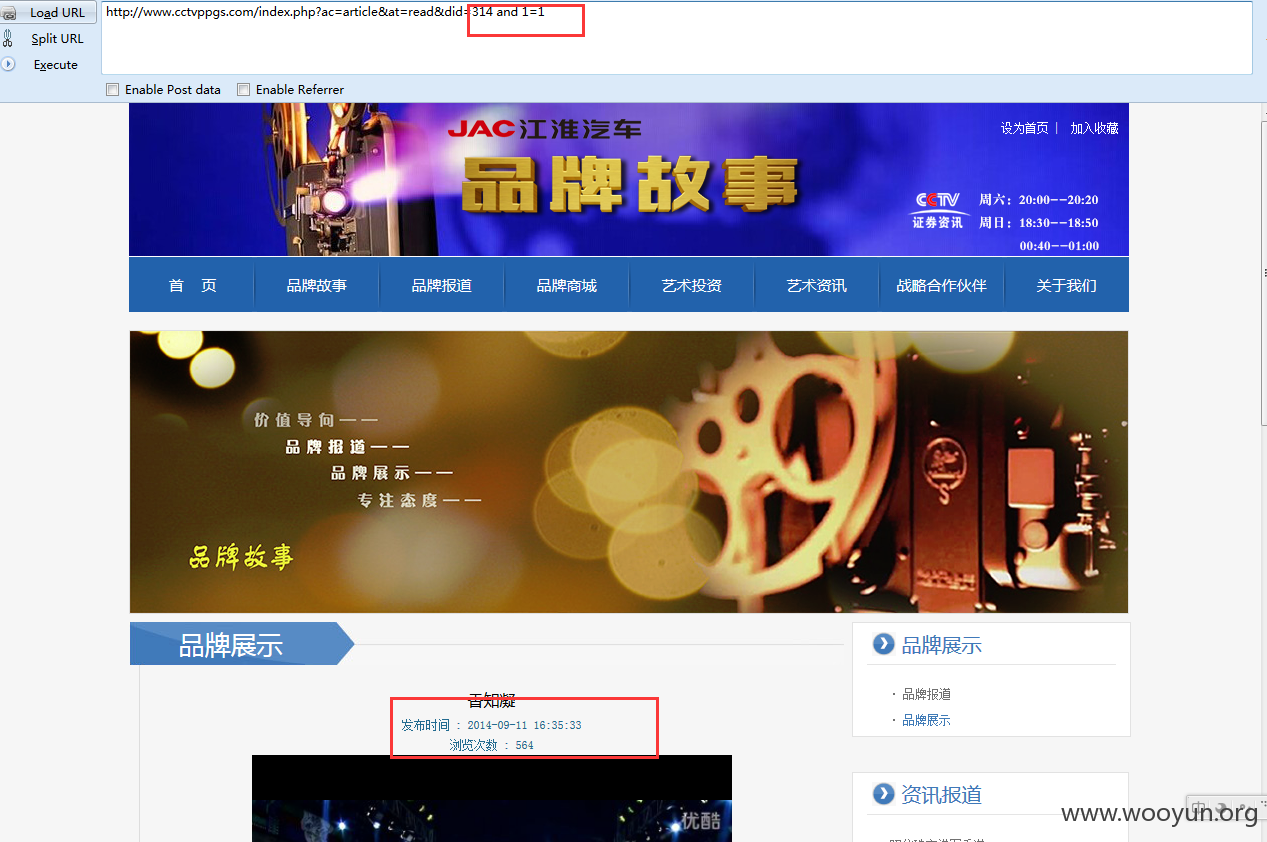 Load URL
http://www.cctvppgs.com/index.php?ac=article&at=read&did=314 and 1=1
Split URL
Execute
Enable Post data
Enable Referrer
JAC江淮汽车
设为首页 | 加入收藏
品牌故事
CCTV
证券资讯
周六：20:00--20:20
周日：18:30--18:50
00:40--01:00
首 页
品牌故事
品牌报道
品牌商城
艺术投资
艺术资讯
战略合作伙伴
关于我们
价值导向——
品牌报道——
品牌展示——
专注态度——
品牌故事
品牌展示
品牌展示
· 品牌报道
· 品牌展示
香知凝
发布时间 : 2014-09-11 16:35:33
浏览次数 : 564
优酷
资讯报道
www.wooyun.org